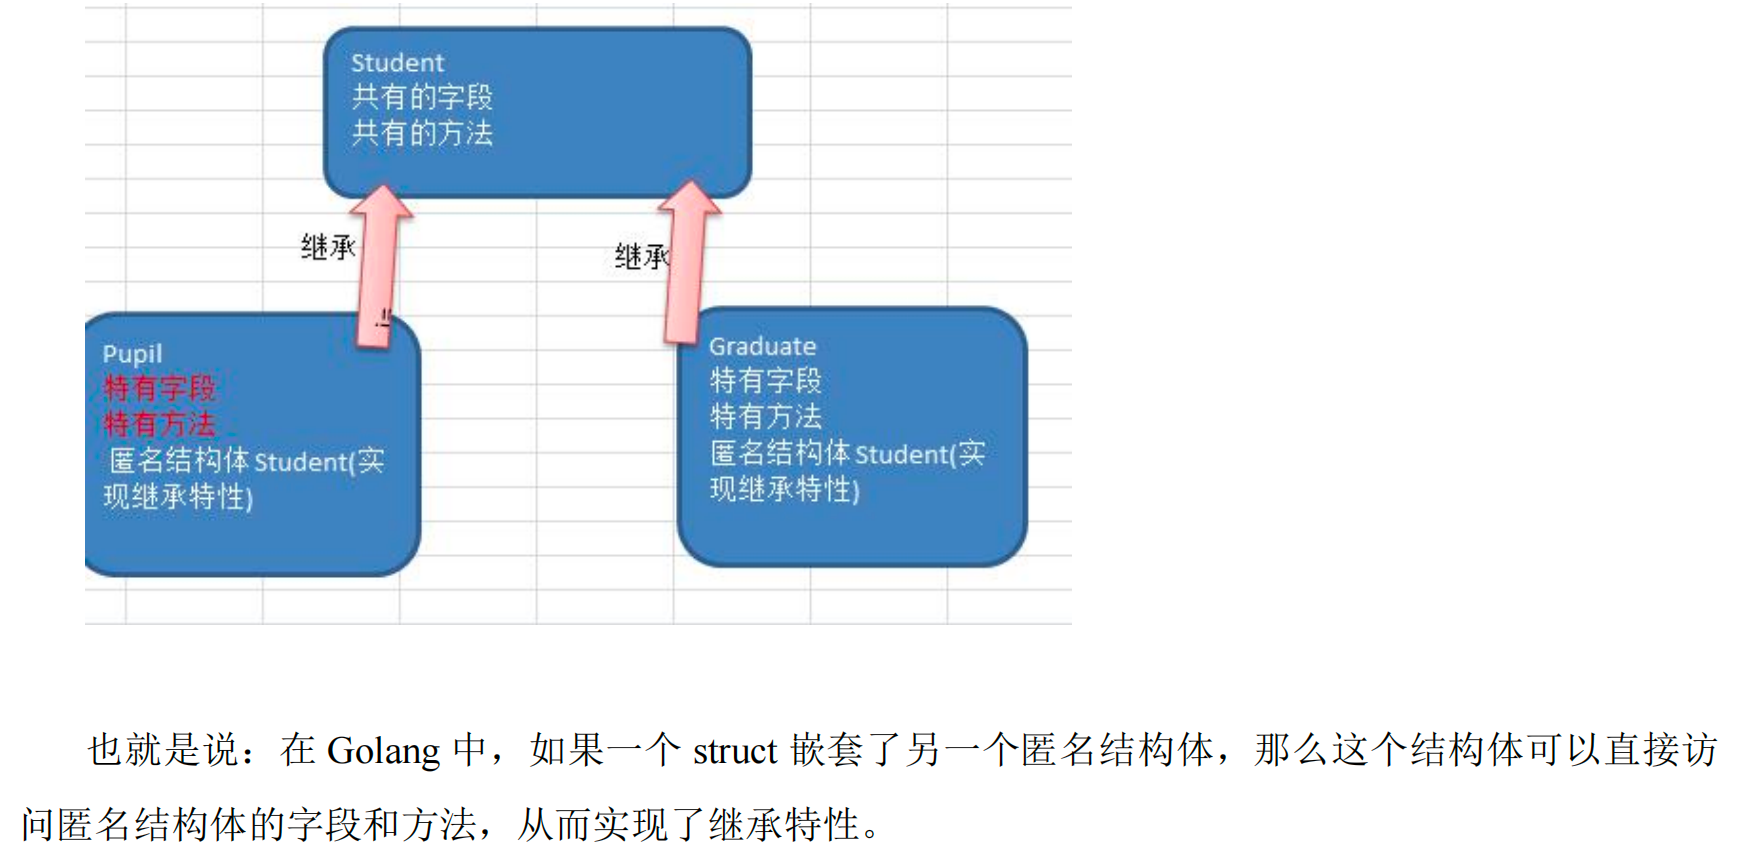 Student
共有的字段
共有的方法
继承
继承
Pupil
特有字段
特有方法
匿名结构体 Student(实
现继承特性)
Graduate
特有字段
特有方法
匿名结构体 Student(实
现继承特性)
也就是说：在 Golang 中，如果一个 struct 嵌套了另一个匿名结构体，那么这个结构体可以直接访
问匿名结构体的字段和方法，从而实现了继承特性。